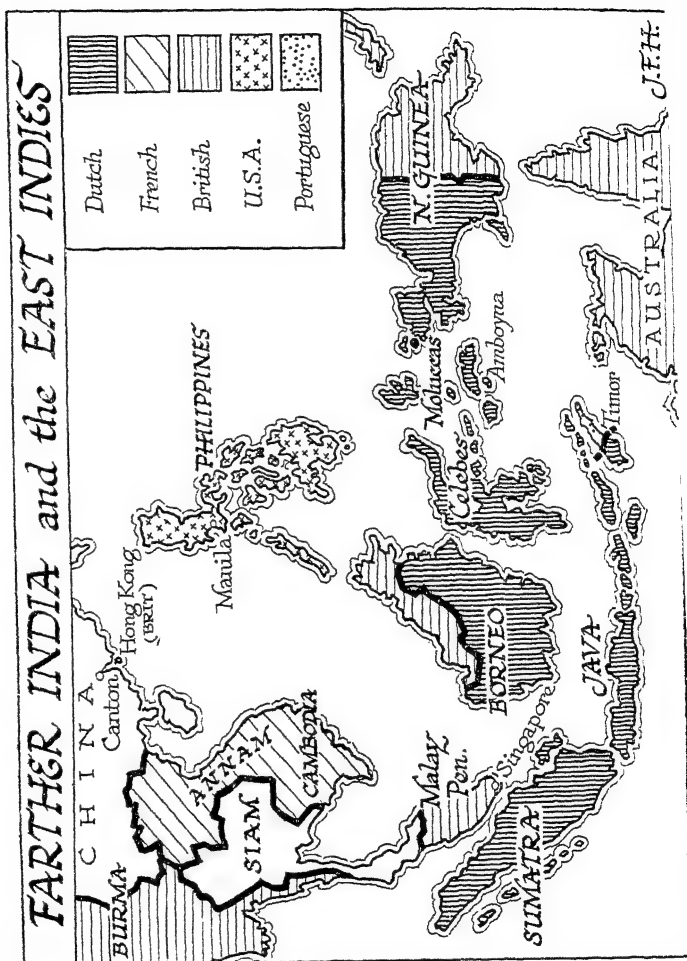 FARTHER INDIA and the EAST INDIES
Dutch
French
British
U.S.A.
Portuguese
CHINA
BURMA
Canton
Hong Kong
(BRIT)
ANNAM
SIAM
CAMBODIA
PHILIPPINES
Manila
Malay
Pen.
Singapore
SUMATRA
BORNEO
JAVA
Celebes
Moluccas
Amboyna
Timor
N. GUINEA
AUSTRALIA
J.F.H.